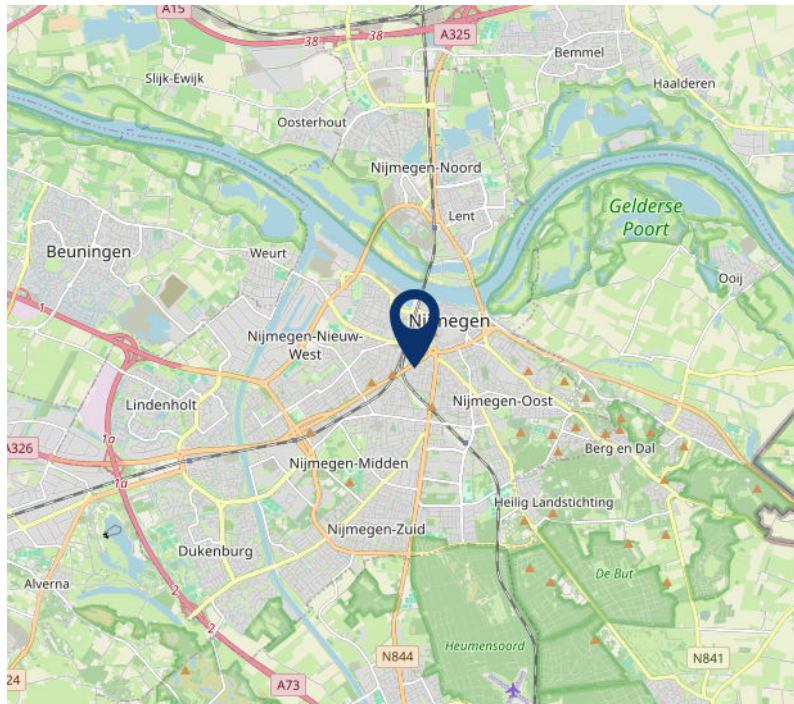 A15
38
38
A325
Bemmel
Slijk-Ewijk
Haalderen
Oosterhout
Nijmegen-Noord
Lent
Gelderse
Poort
Beuningen
Weurt
Ooij
1
Nijmegen
Nijmegen-Nieuw-
West
Lindenholt
Nijmegen-Oost
1a
A326
Berg en Dal
Nijmegen-Midden
1a
Heilig Landstichting
Nijmegen-Zuid
Dukenburg
De But
Alverna
2
2
Heumensoord
N844
N841
24
A73